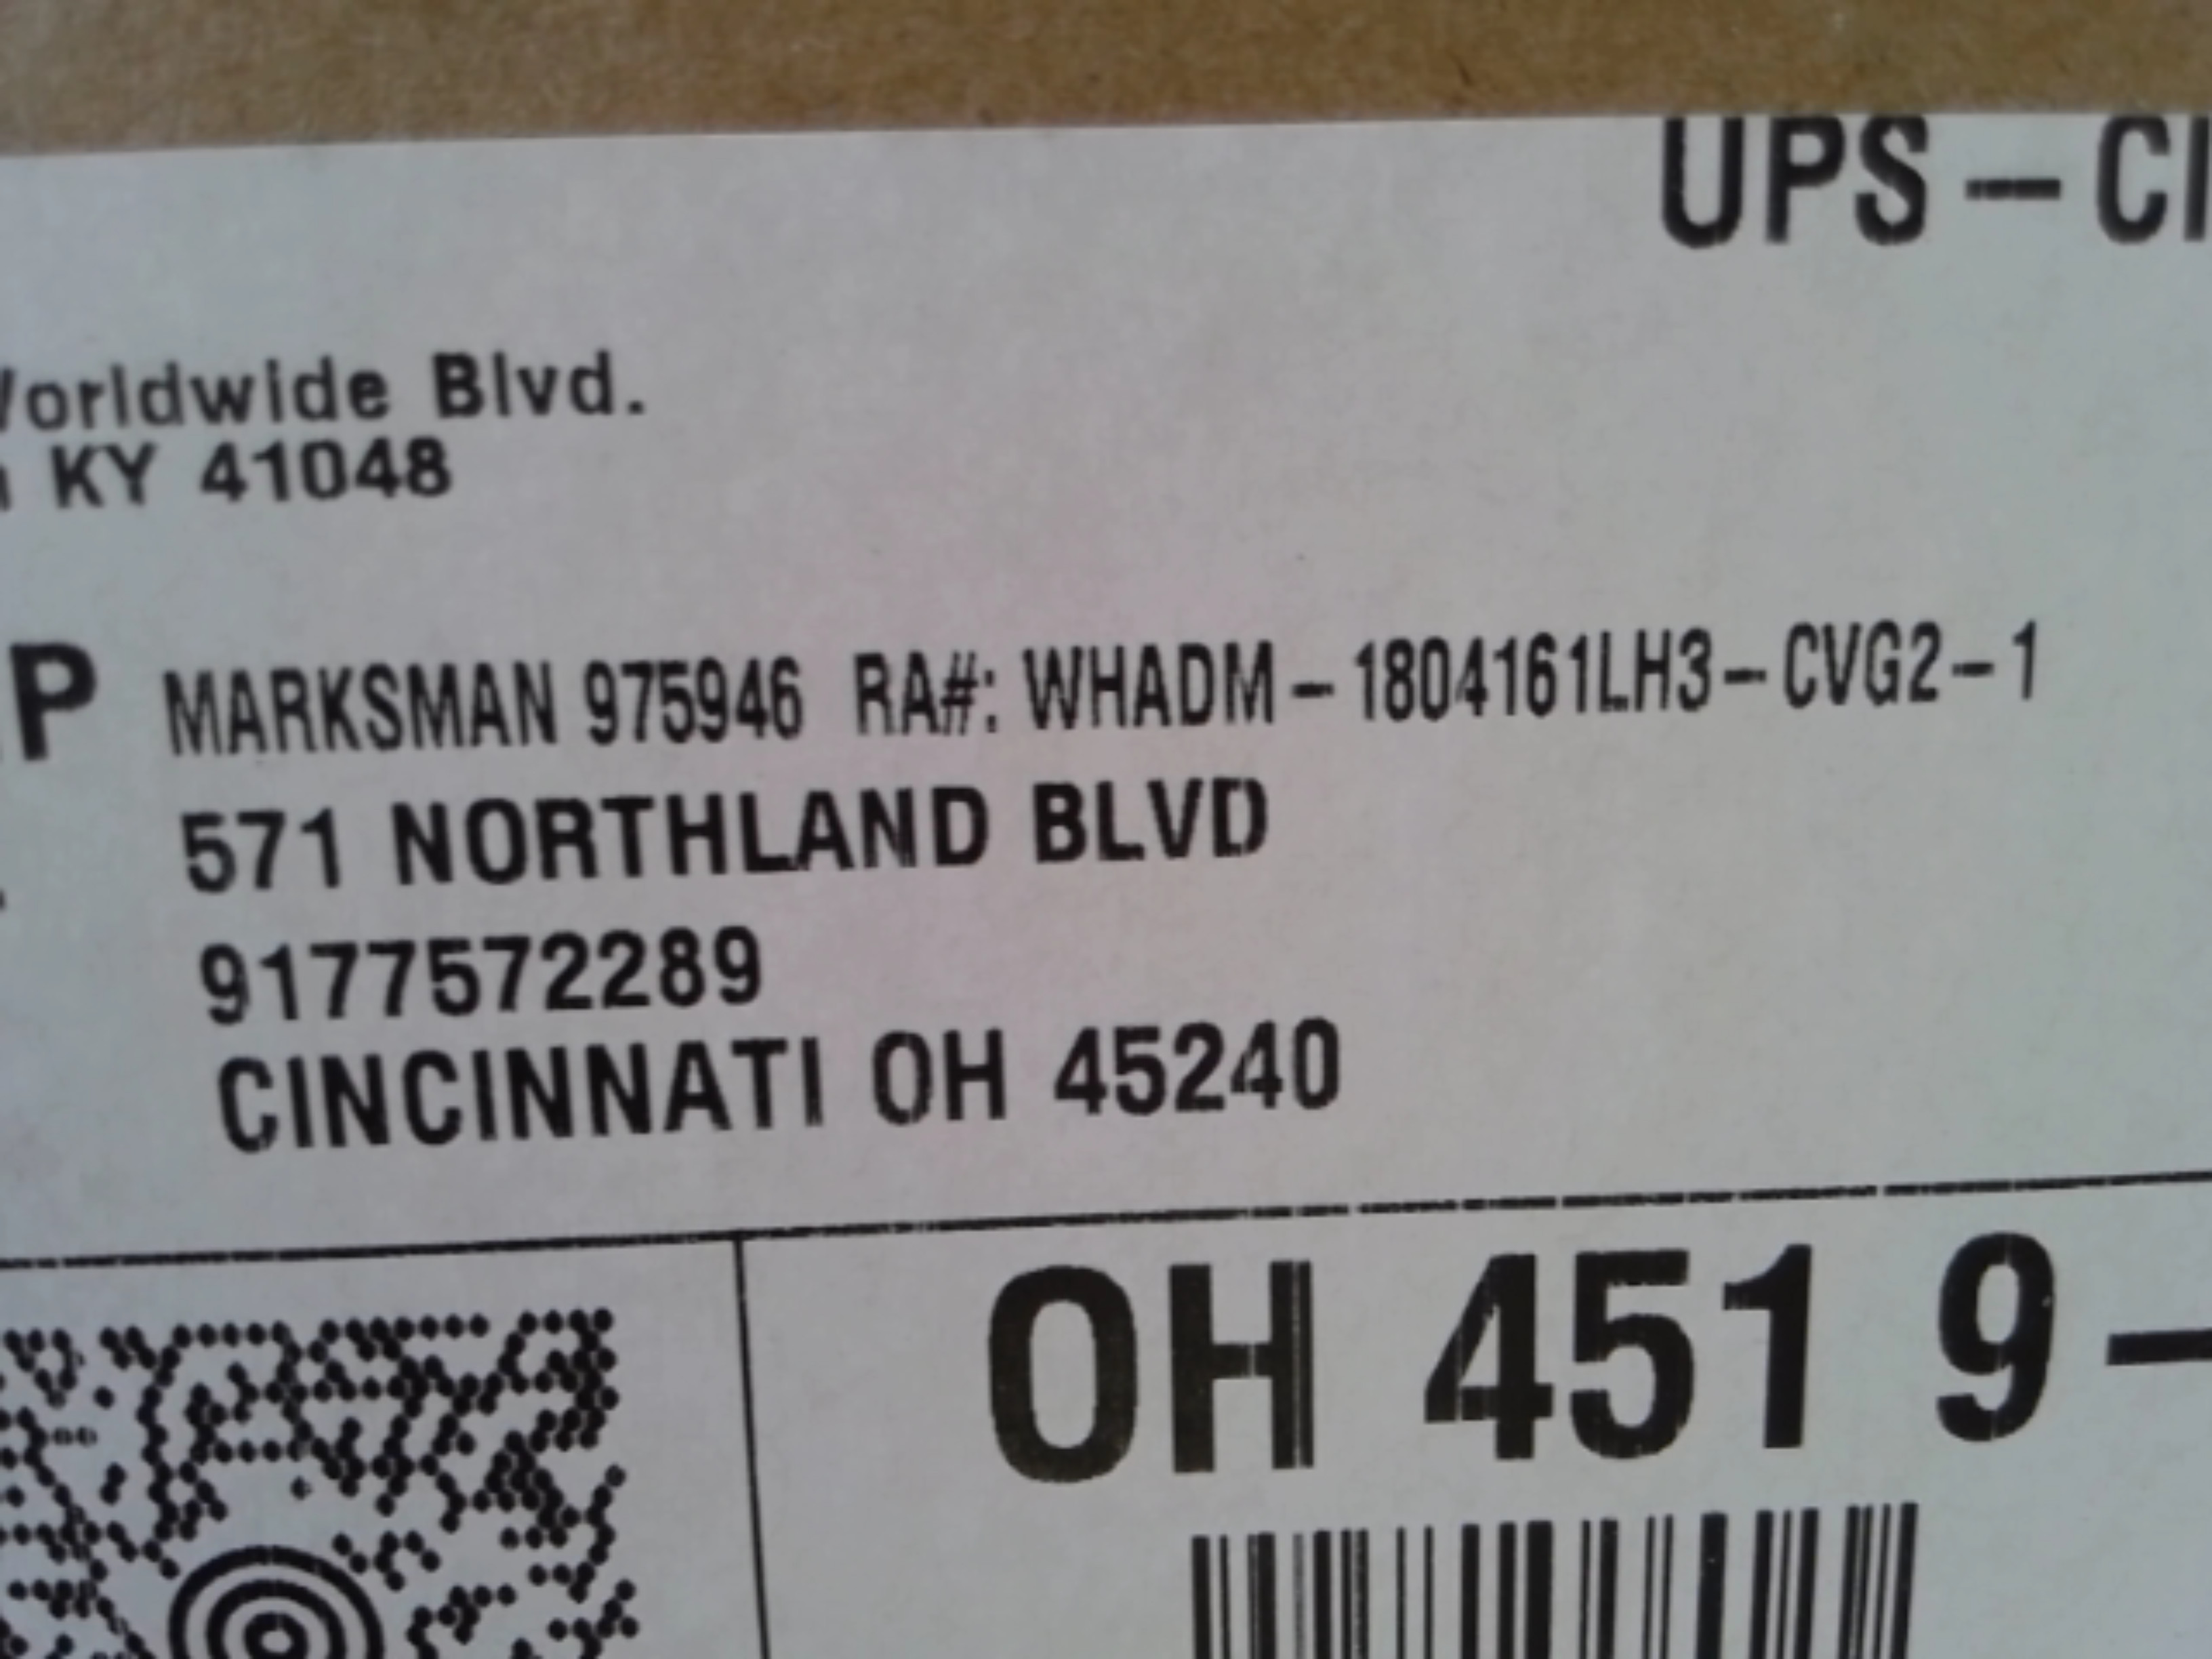 UPS – CI
Worldwide Blvd.
KY 41048
P MARKSMAN 975946 RA#: WHADM – 1804161LH3 – CVG2 – 1
571 NORTHLAND BLVD
9177572289
CINCINNATI OH 45240
OH 451 9 –